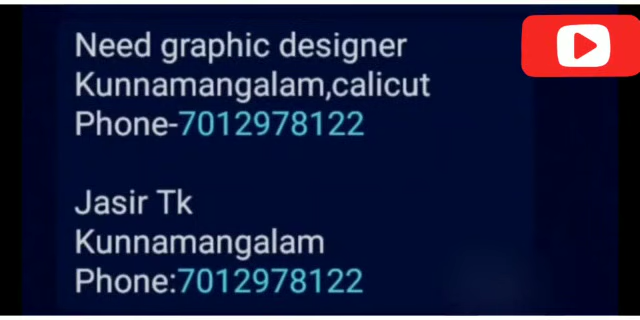 Need graphic designer
Kunnamangalam,calicut
Phone-7012978122
Jasir Tk
Kunnamangalam
Phone:7012978122